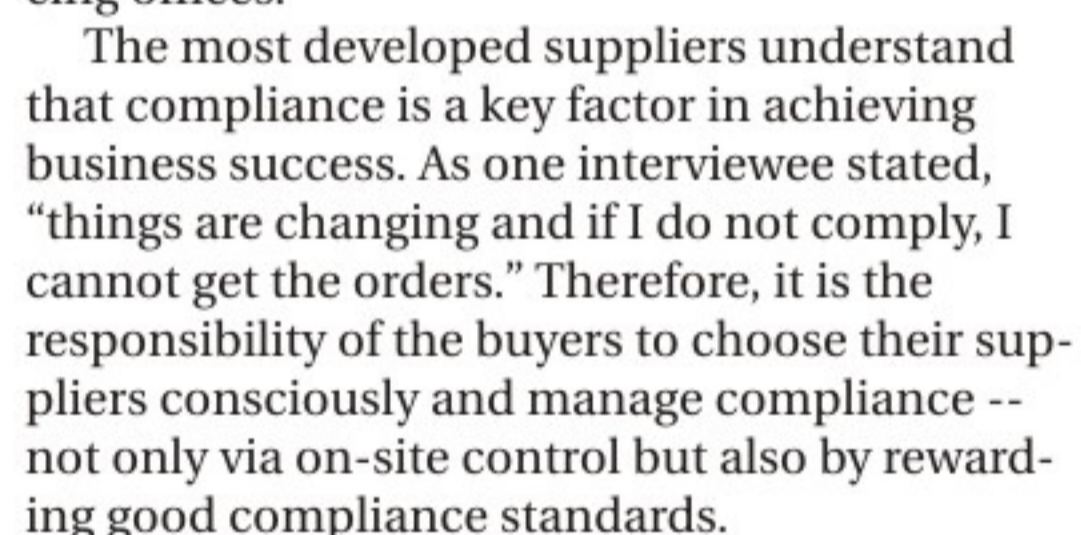 The most developed suppliers understand
that compliance is a key factor in achieving
business success. As one interviewee stated,
“things are changing and if I do not comply, I
cannot get the orders.” Therefore, it is the
responsibility of the buyers to choose their sup-
pliers consciously and manage compliance --
not only via on-site control but also by reward-
ing good compliance standards.